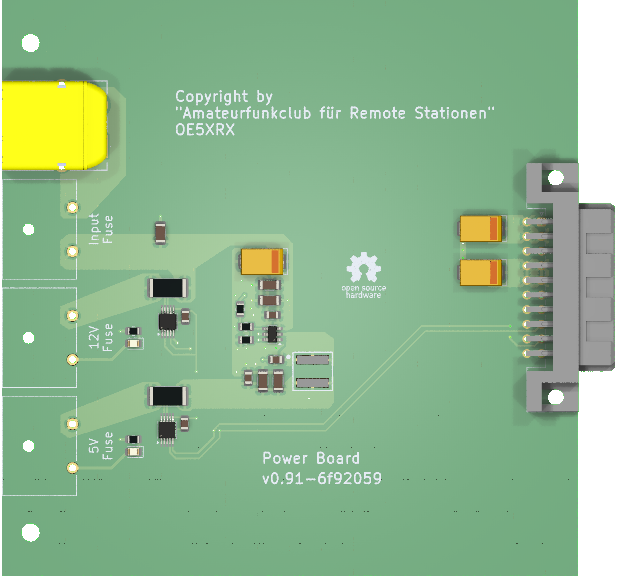 Copyright by
"Amateurfunkclub für Remote Stationen"
OE5XRX
Input
Fuse
open source
hardware
12V
Fuse
5V
Fuse
Power Board
v0.91-6f92059